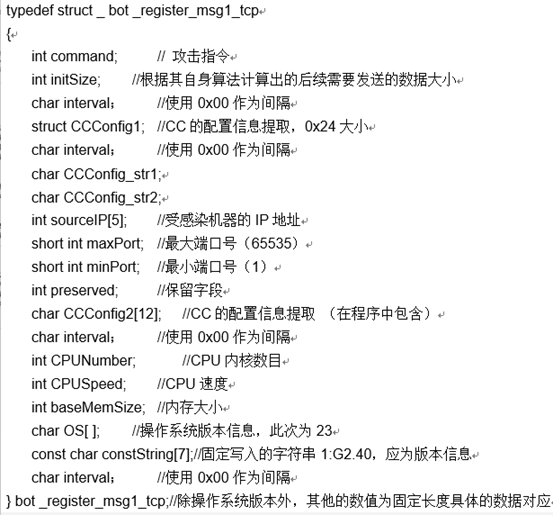 typedef struct _ bot _register_msg1_tcp
{
int command; // 攻击指令
int initSize; //根据其自身算法计算出的后续需要发送的数据大小
char interval； //使用 0x00 作为间隔
struct CCConfig1; //CC 的配置信息提取，0x24 大小
char interval； //使用 0x00 作为间隔
char CCConfig_str1;
char CCConfig_str2;
int sourceIP[5]; //受感染机器的 IP 地址
short int maxPort; //最大端口号（65535）
short int minPort; //最小端口号（1）
int preserved; //保留字段
char CCConfig2[12]; //CC 的配置信息提取 （在程序中包含）
char interval； //使用 0x00 作为间隔
int CPUNumber; //CPU 内核数目
int CPUSpeed; //CPU 速度
int baseMemSize; //内存大小
char OS[ ]; //操作系统版本信息，此次为 23
const char constString[7];//固定写入的字符串 1:G2.40，应为版本信息
char interval； //使用 0x00 作为间隔
} bot _register_msg1_tcp;//除操作系统版本外，其他的数值为固定长度具体的数据对应